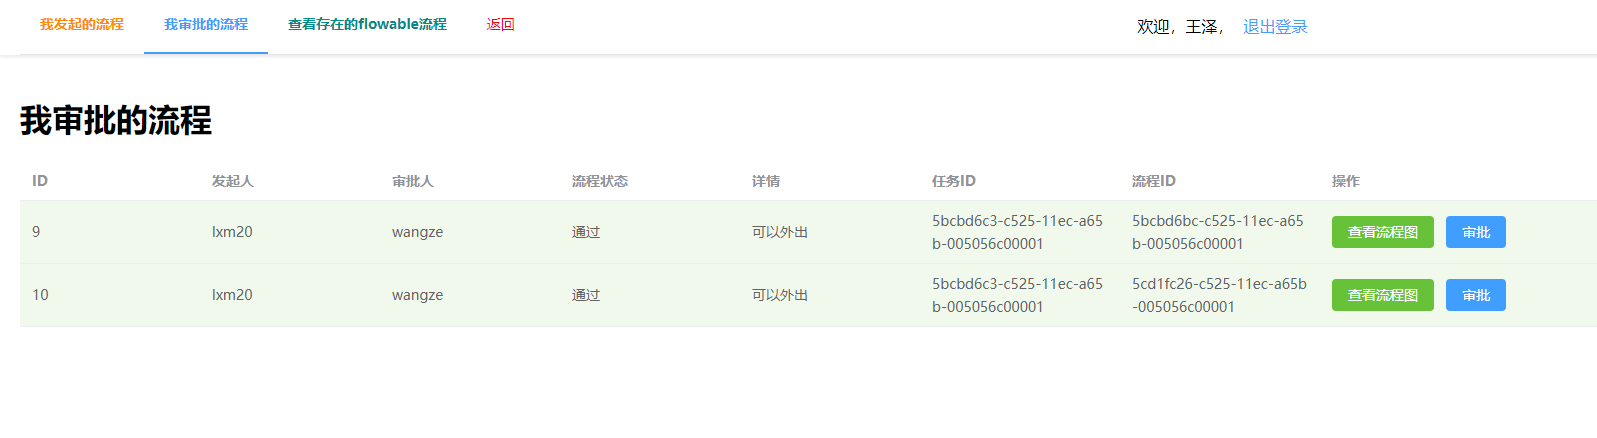 我发起的流程 我审批的流程 查看存在的flowable流程 返回 欢迎，王泽， 退出登录
我审批的流程
ID 发起人 审批人 流程状态 详情 任务ID 流程ID 操作
9 lxm20 wangze 通过 可以外出 5bcbd6c3-c525-11ec-a65 5bcbd6bc-c525-11ec-a65 查看流程图 审批
b-005056c00001 b-005056c00001
10 lxm20 wangze 通过 可以外出 5bcbd6c3-c525-11ec-a65 5cd1fc26-c525-11ec-a65b 查看流程图 审批
b-005056c00001 -005056c00001